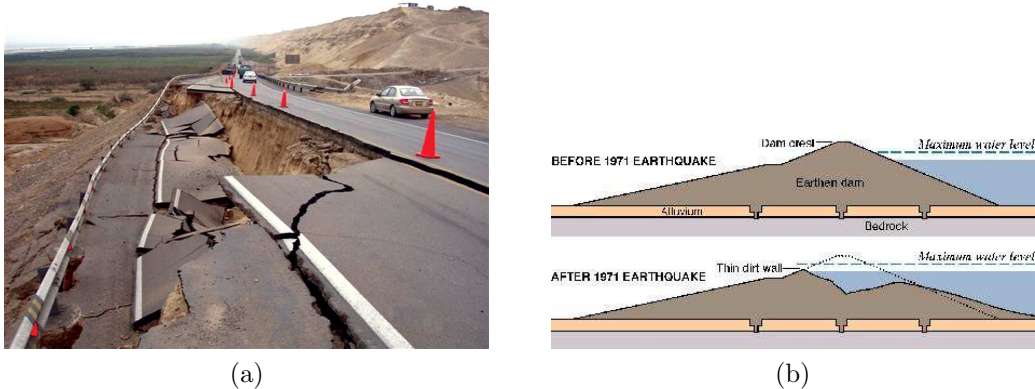 Dam crest
Maximum water level
BEFORE 1971 EARTHQUAKE
Earthen dam
Alluvium
Bedrock
Maximum water level
Thin dirt wall
AFTER 1971 EARTHQUAKE
(a)
(b)